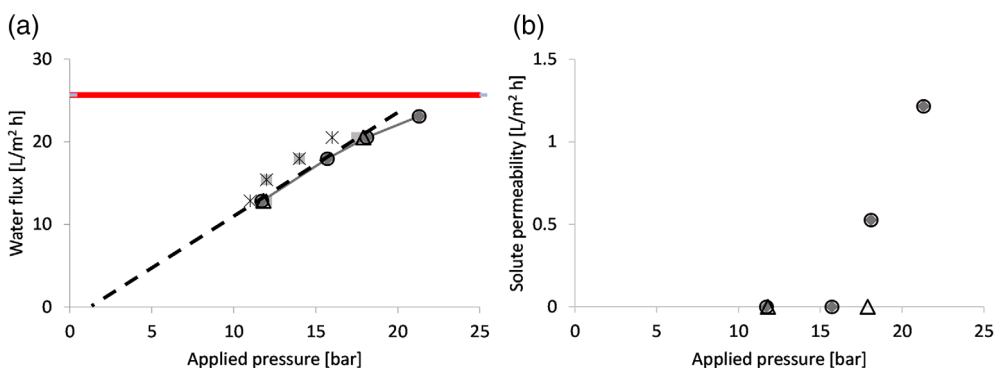 (a)
30
20
10
0
0 5 10 15 20 25
Water flux [L/m² h]
Applied pressure [bar]
(b)
1.5
1
0.5
0
0 5 10 15 20 25
Solute permeability [L/m² h]
Applied pressure [bar]